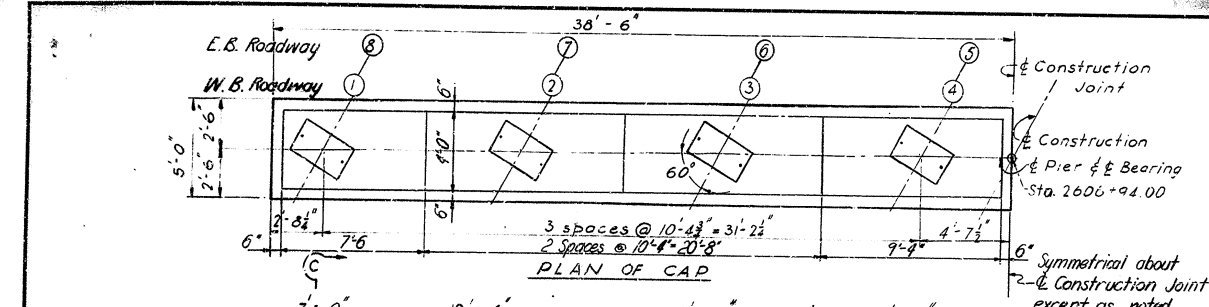 38'-6"
E.B. Roadway 8 7 6 5
W.B. Roadway 1 2 3 4
℄ Construction
Joint
6"
5'-0"
2'-6"
2'-6"
4'-0"
60°
6"
℄ Construction
℄ Pier & ℄ Bearing
Sta. 2606+94.00
2'-8¼"
3 spaces @ 10'-4¾" = 31'-2¼"
4'-7½"
6"
7'-6
2 Spaces @ 10'-4" = 20'-8"
9'-4"
6"
C
PLAN OF CAP
Symmetrical about
℄ Construction Joint
except as noted